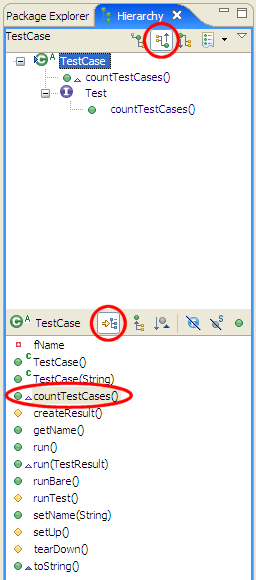 Package Explorer Hierarchy
TestCase
C A TestCase
countTestCases()
I Test
countTestCases()
C A TestCase
S
fName
C TestCase()
C TestCase(String)
countTestCases()
createResult()
getName()
run()
run(TestResult)
runBare()
runTest()
setName(String)
setUp()
tearDown()
toString()